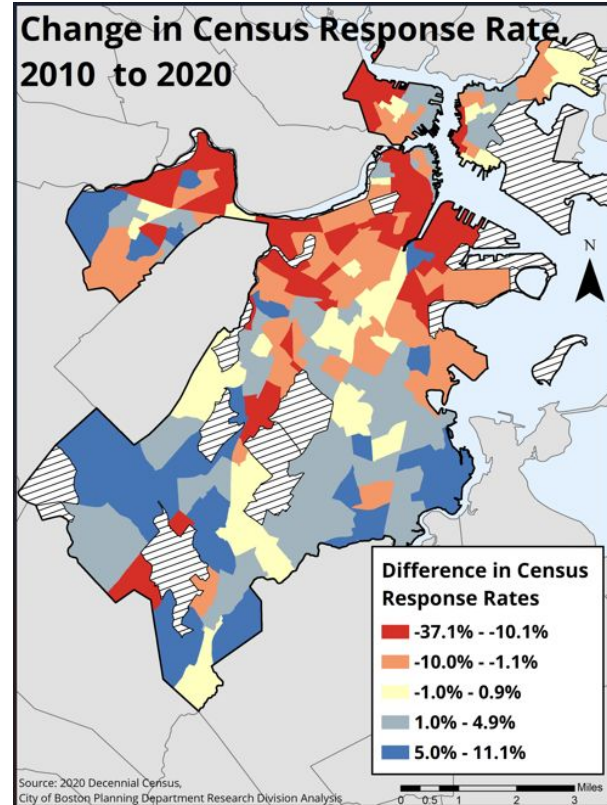 Change in Census Response Rate,
2010 to 2020
N
Difference in Census
Response Rates
-37.1% - -10.1%
-10.0% - -1.1%
-1.0% - 0.9%
1.0% - 4.9%
5.0% - 11.1%
Source: 2020 Decennial Census,
City of Boston Planning Department Research Division Analysis
Miles
0 0.5 1 2 3